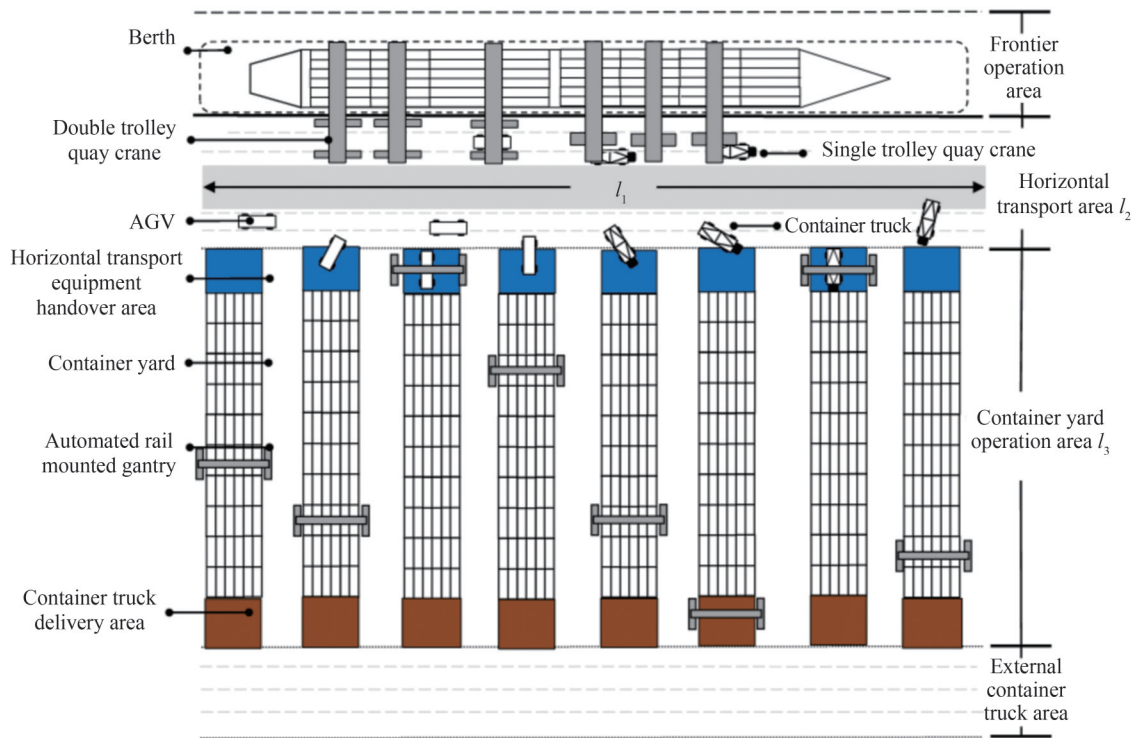 Berth
Frontier
operation
area
Double trolley
quay crane
Single trolley quay crane
l1
Horizontal
transport area l2
AGV
Container truck
Horizontal transport
equipment
handover area
Container yard
Container yard
operation area l3
Automated rail
mounted gantry
Container truck
delivery area
External
container
truck area